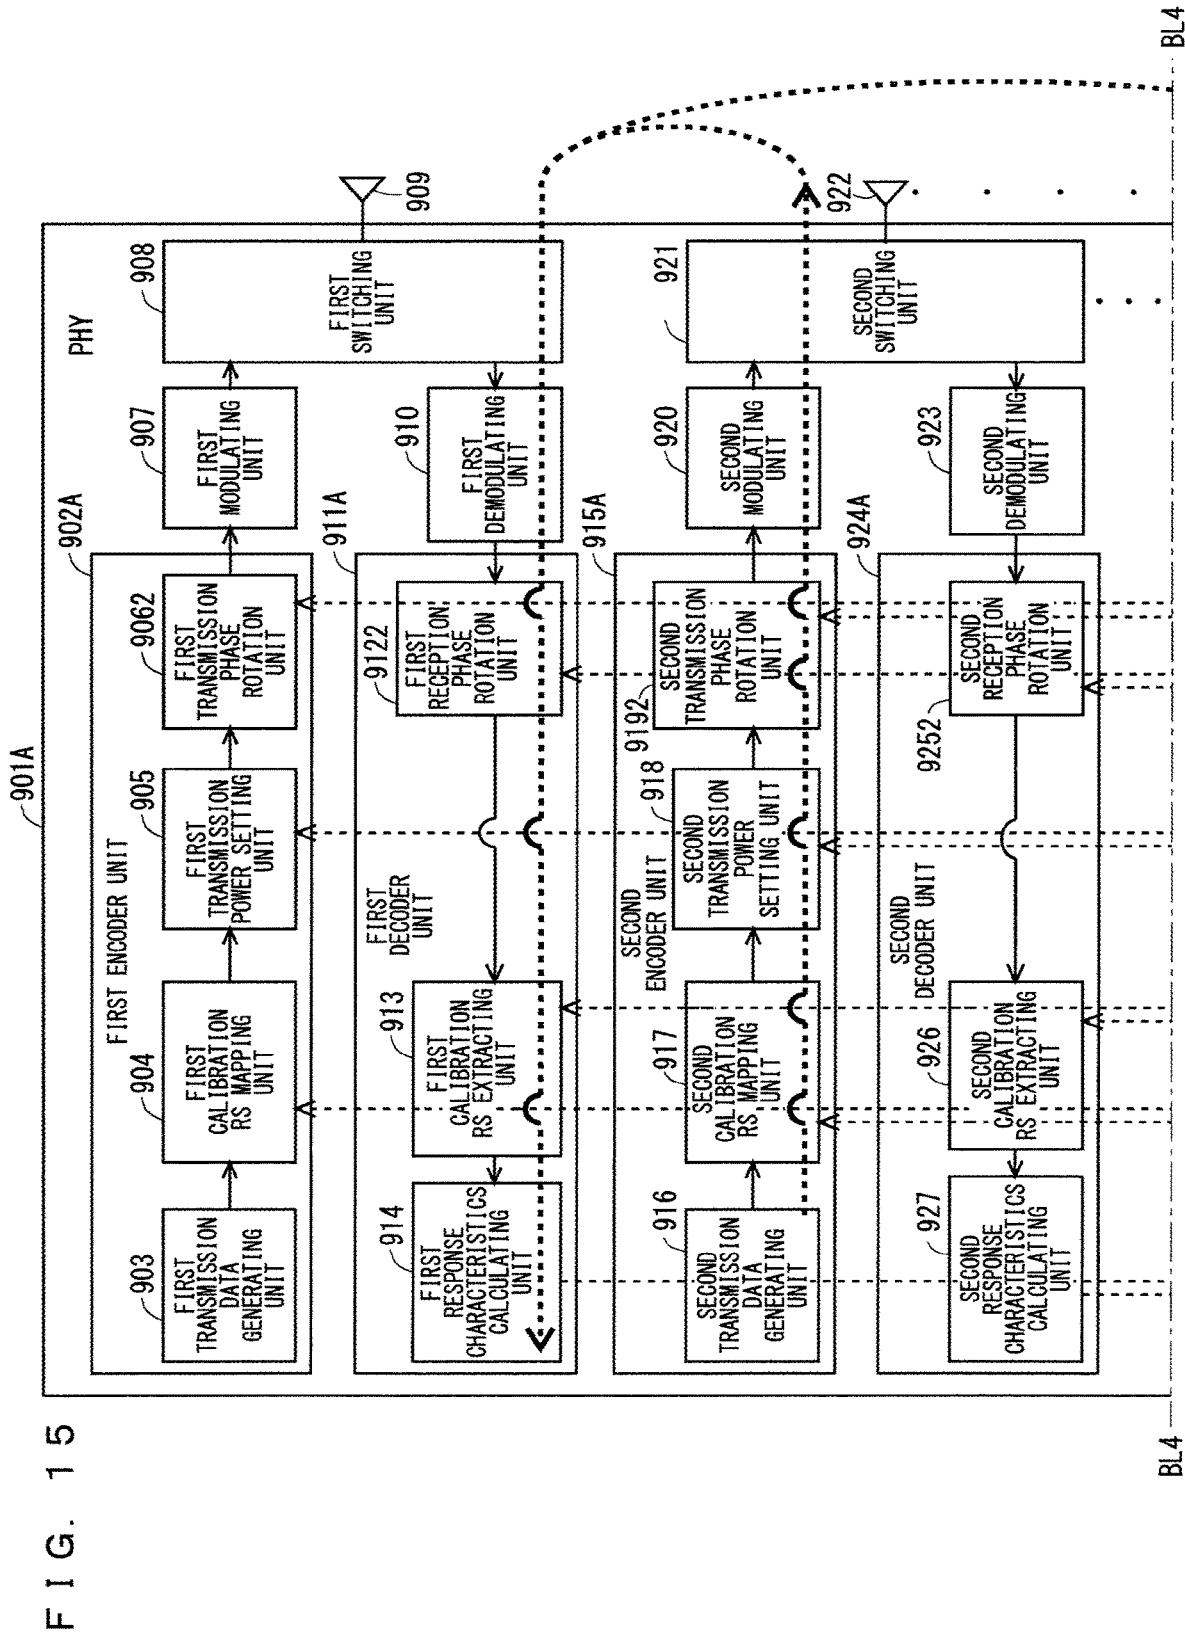 FIG. 15
901A
PHY
902A
FIRST ENCODER UNIT
903
FIRST
TRANSMISSION
DATA
GENERATING
UNIT
904
FIRST
CALIBRATION
RS MAPPING
UNIT
905
FIRST
TRANSMISSION
POWER SETTING
UNIT
9062
FIRST
TRANSMISSION
PHASE
ROTATION
UNIT
907
FIRST
MODULATING
UNIT
908
FIRST
SWITCHING
UNIT
909
911A
FIRST
DECODER
UNIT
914
FIRST
RESPONSE
CHARACTERISTICS
CALCULATING
UNIT
913
FIRST
CALIBRATION
RS EXTRACTING
UNIT
9122
FIRST
RECEPTION
PHASE
ROTATION
UNIT
910
FIRST
DEMODULATING
UNIT
915A
SECOND
ENCODER UNIT
916
SECOND
TRANSMISSION
DATA
GENERATING
UNIT
917
SECOND
CALIBRATION
RS MAPPING
UNIT
918
SECOND
TRANSMISSION
POWER
SETTING UNIT
9192
SECOND
TRANSMISSION
PHASE
ROTATION
UNIT
920
SECOND
MODULATING
UNIT
921
SECOND
SWITCHING
UNIT
922
924A
SECOND
DECODER UNIT
927
SECOND
RESPONSE
CHARACTERISTICS
CALCULATING
UNIT
926
SECOND
CALIBRATION
RS EXTRACTING
UNIT
9252
SECOND
RECEPTION
PHASE
ROTATION
UNIT
923
SECOND
DEMODULATING
UNIT
BL4
BL4